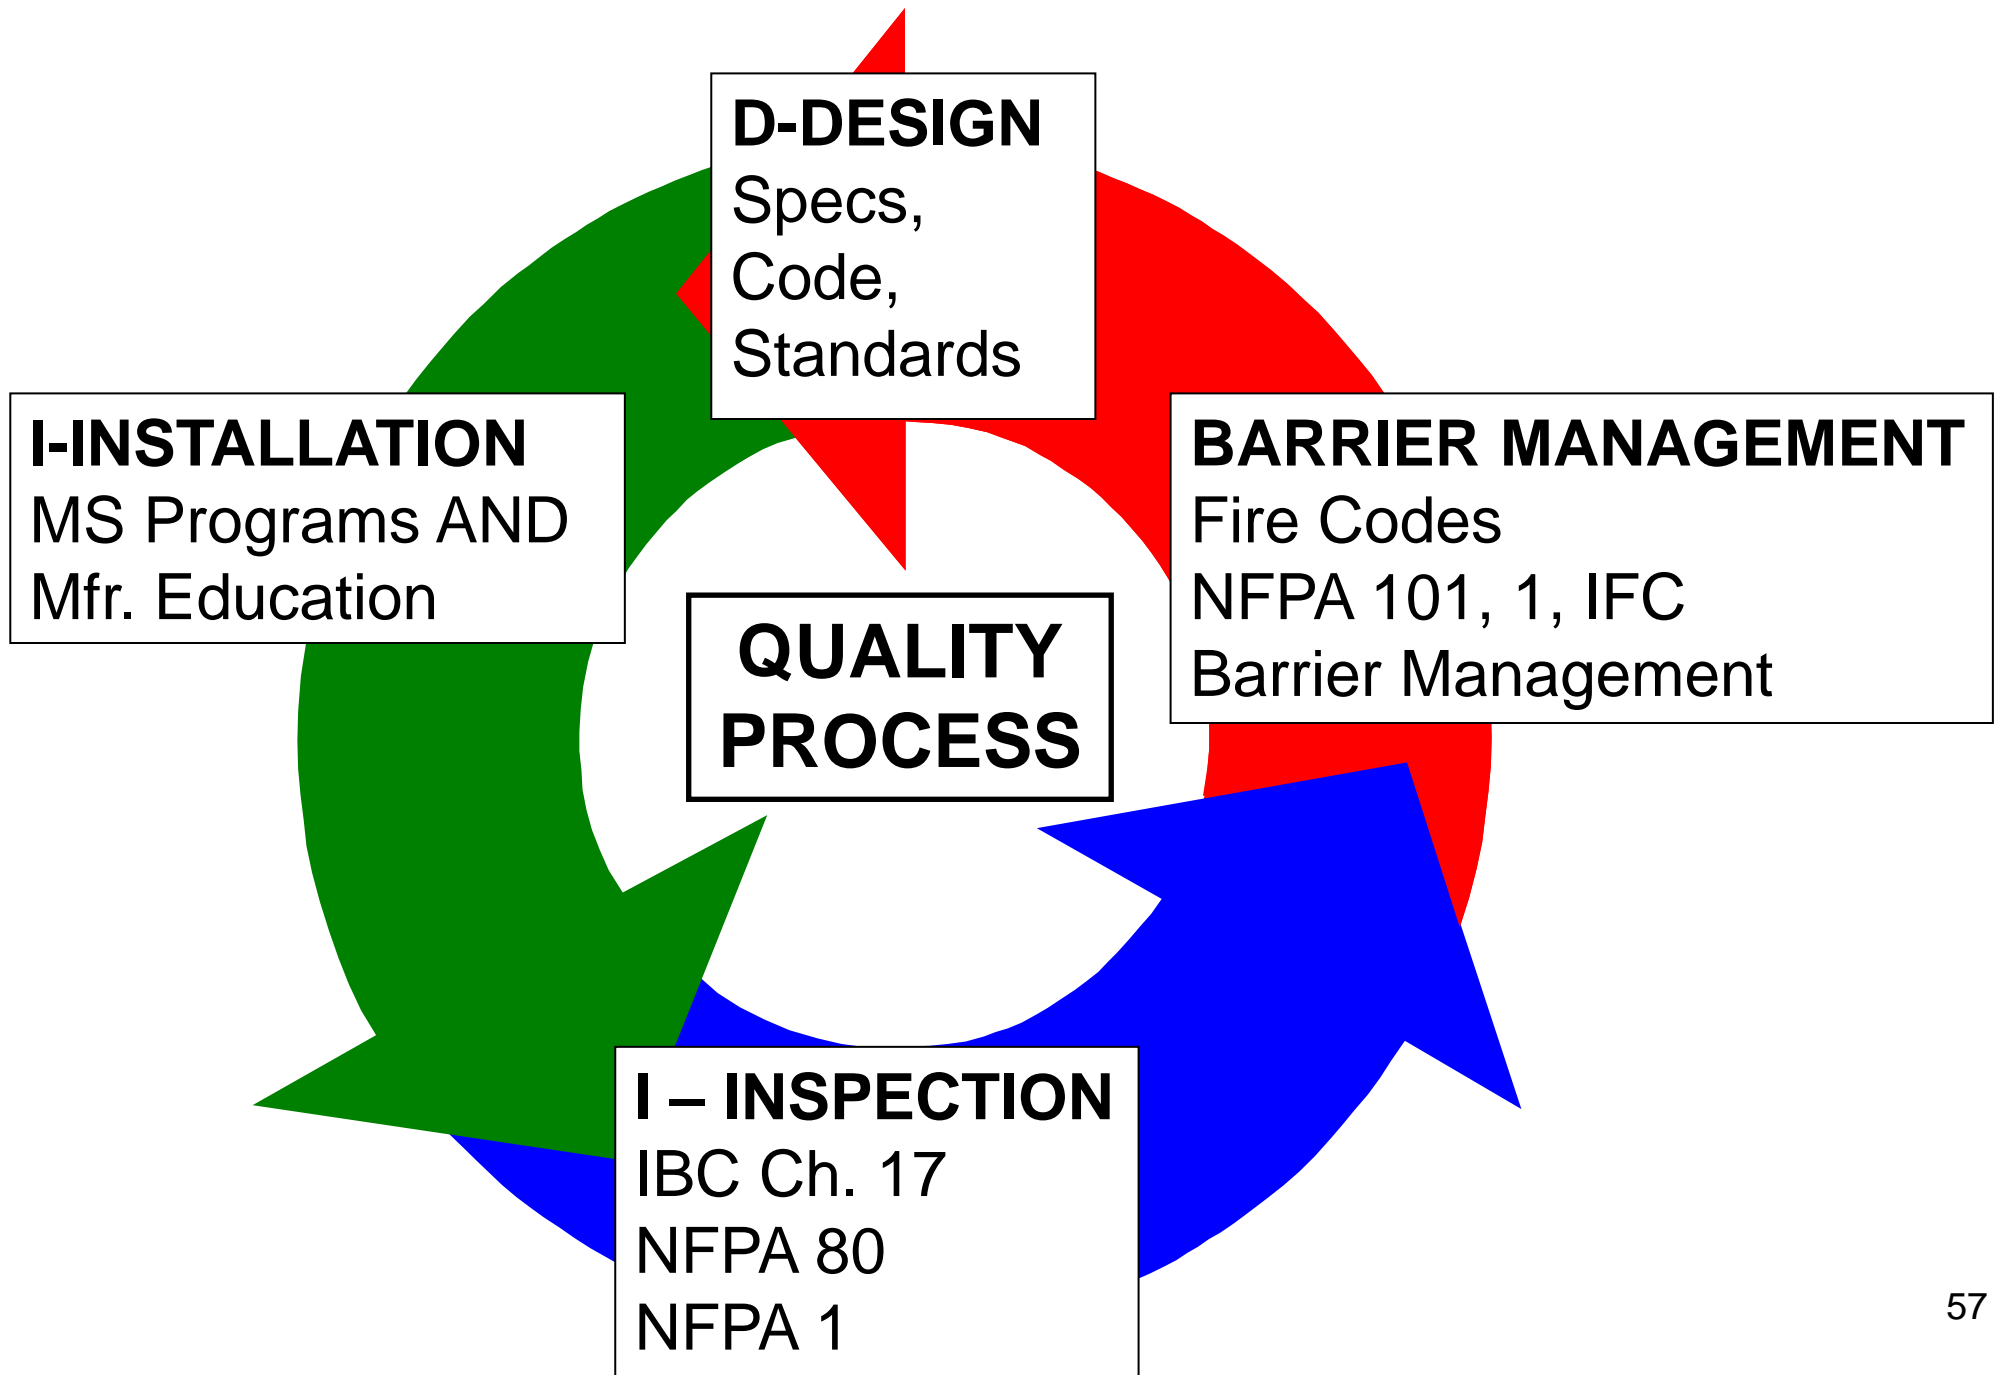 D-DESIGN
Specs,
Code,
Standards
I-INSTALLATION
MS Programs AND
Mfr. Education
BARRIER MANAGEMENT
Fire Codes
NFPA 101, 1, IFC
Barrier Management
QUALITY
PROCESS
I – INSPECTION
IBC Ch. 17
NFPA 80
NFPA 1
57